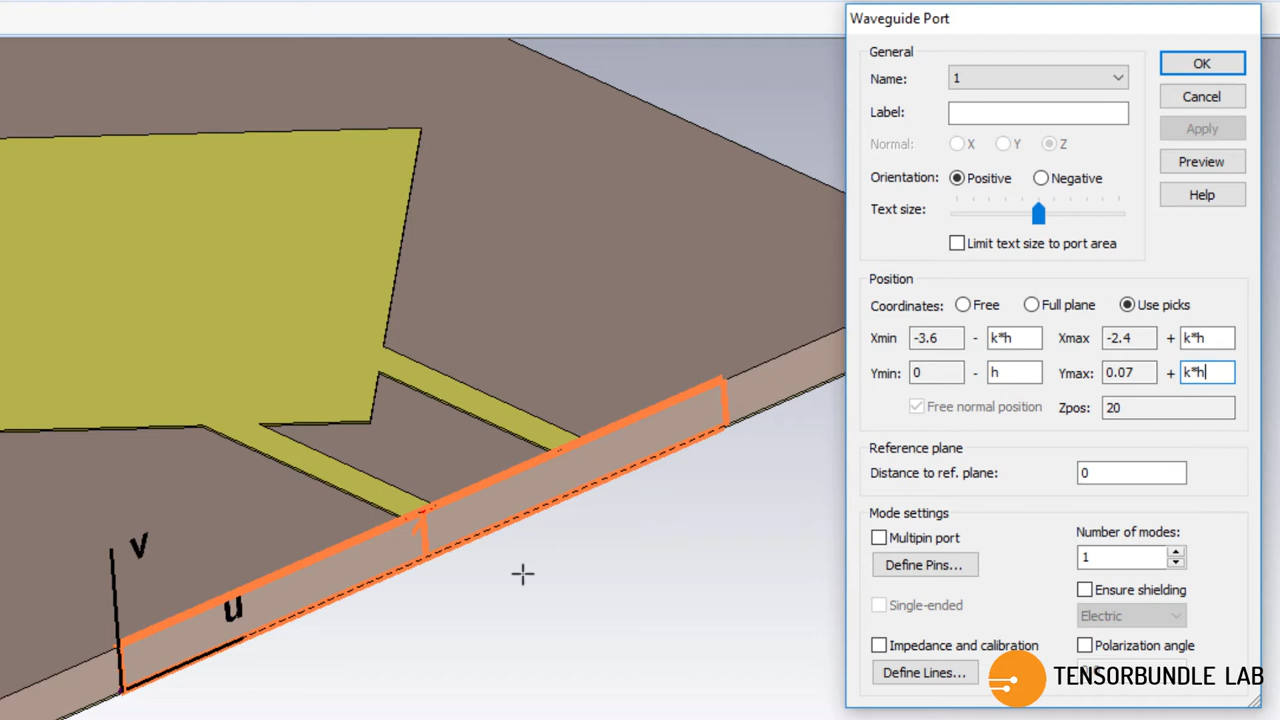 Waveguide Port
General
Name: 1
Label:
Normal: X Y Z
Orientation: Positive Negative
Text size:
Limit text size to port area
OK
Cancel
Apply
Preview
Help
Position
Coordinates: Free Full plane Use picks
Xmin -3.6 - k*h Xmax -2.4 + k*h
Ymin: 0 - h Ymax: 0.07 + k*h
Free normal position Zpos: 20
Reference plane
Distance to ref. plane: 0
Mode settings
Multipin port
Define Pins...
Single-ended
Impedance and calibration
Define Lines...
Number of modes:
1
Ensure shielding
Electric
Polarization angle
TENSORBUNDLE LAB
v
u
1